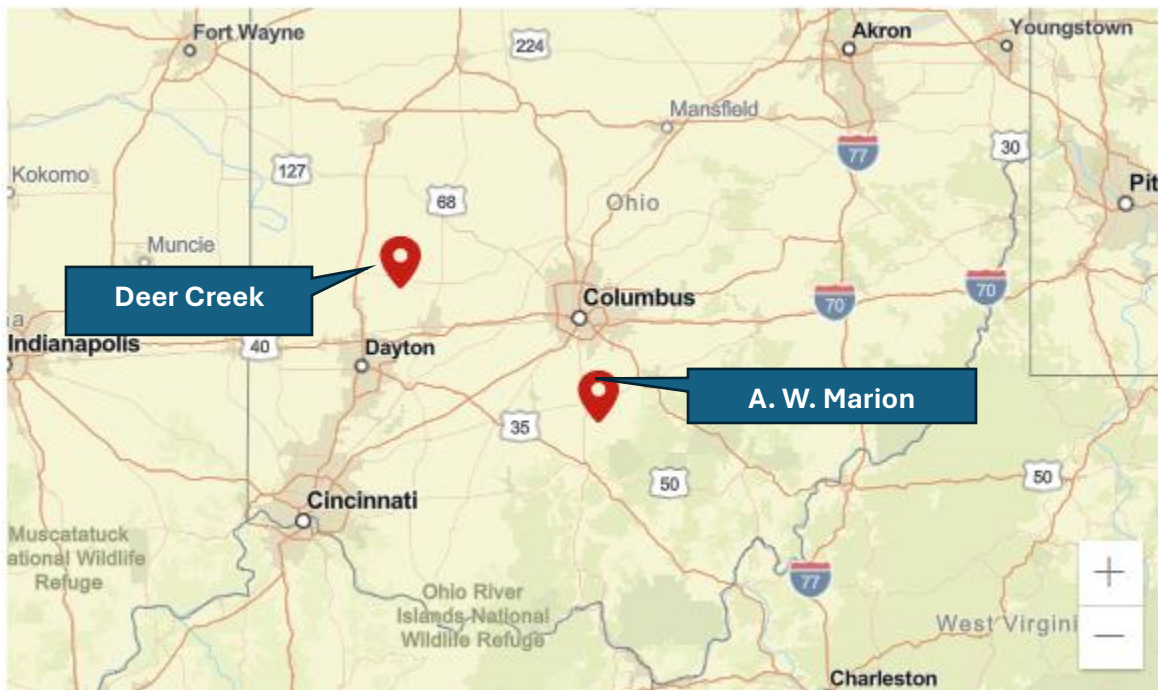 Fort Wayne
224
Akron
Youngstown
Mansfield
77
30
Kokomo
127
68
Ohio
Pit
Muncie
Deer Creek
Columbus
70
70
na
Indianapolis
40
Dayton
A. W. Marion
35
50
50
Cincinnati
Muscatatuck
ational Wildlife
Refuge
77
Ohio River
Islands National
Wildlife Refuge
West Virgini
Charleston
+
−